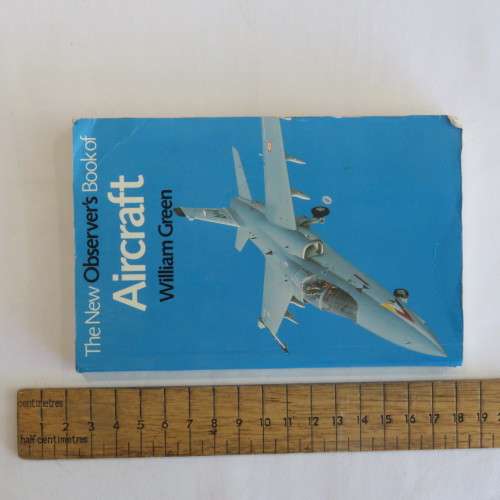 The New Observer's Book of
Aircraft
William Green
centimetres
1 2 3 4 5 6 7 8 9 10 11 12 13 14 15 16 17 18 19
half centimetres